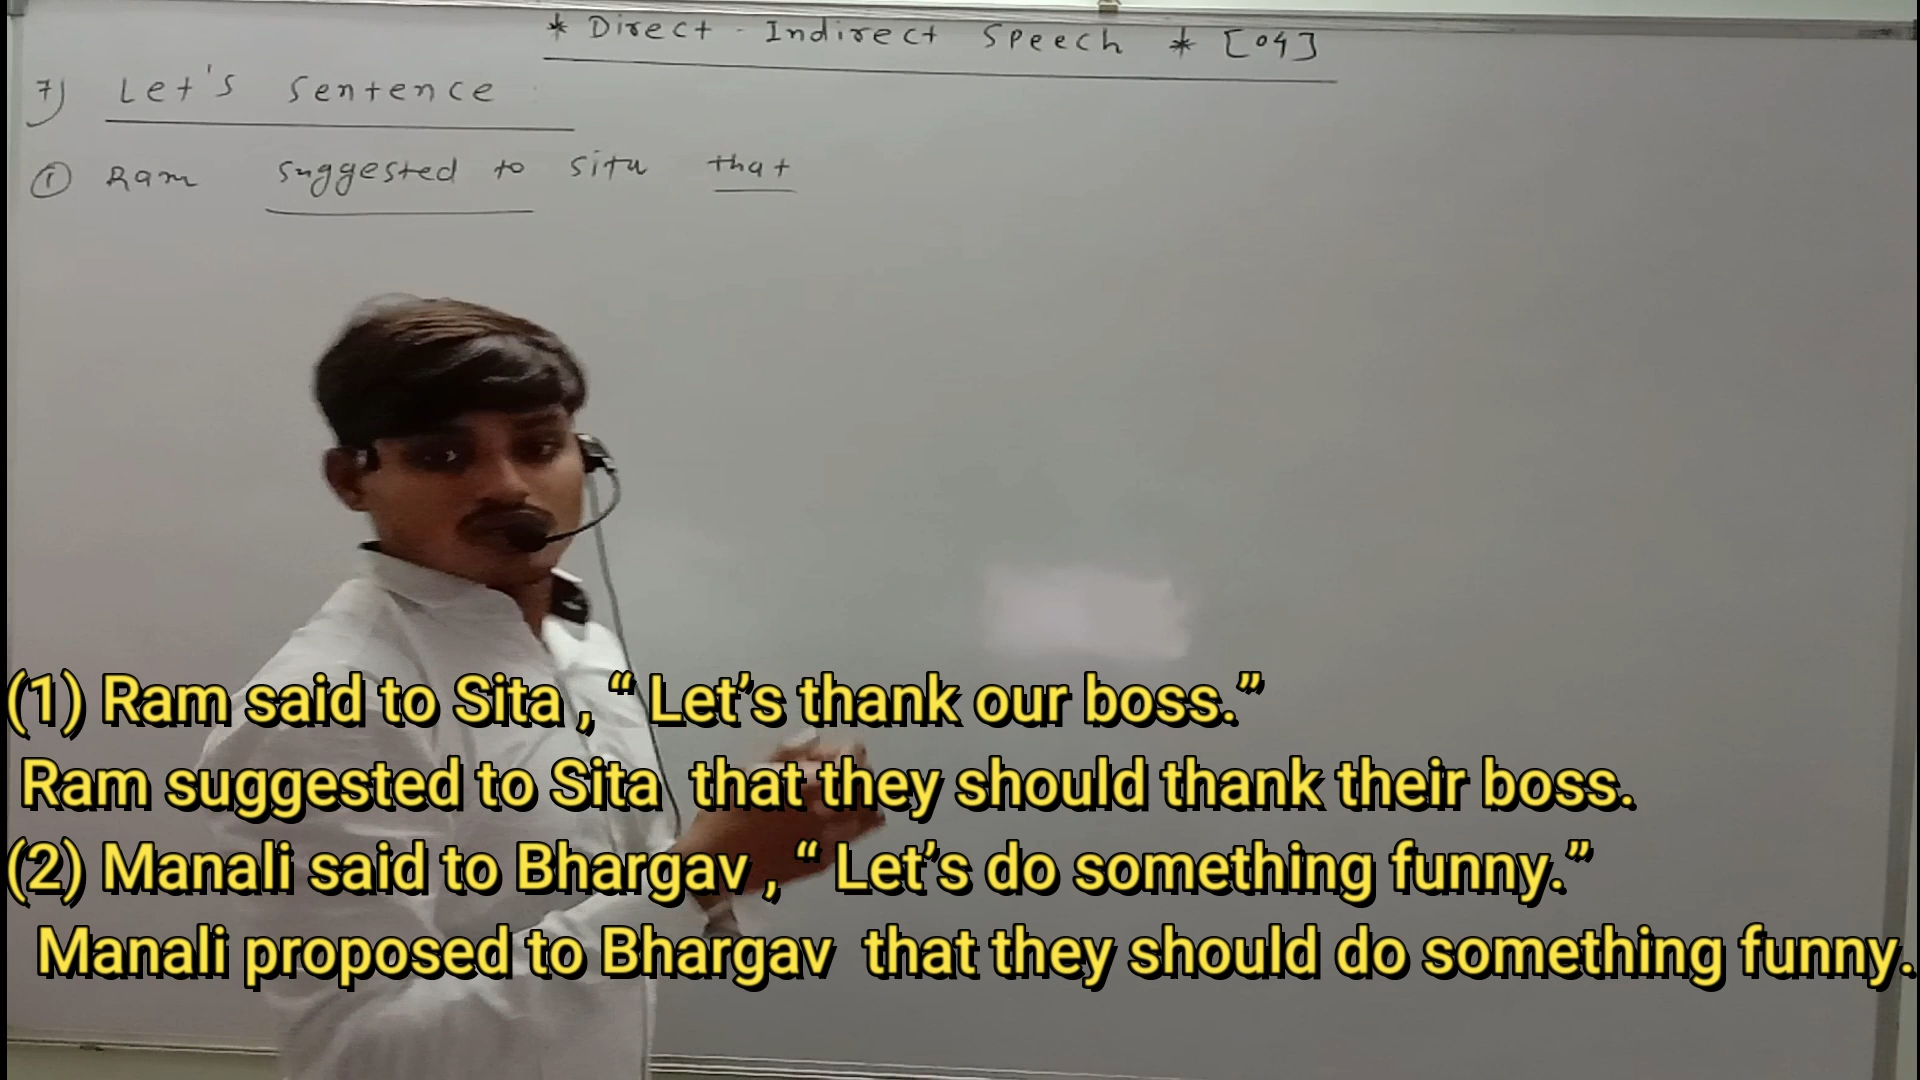 * Direct - Indirect Speech * [04]
7) Let's sentence
① Ram suggested to sita that
(1) Ram said to Sita , “ Let’s thank our boss.”
Ram suggested to Sita that they should thank their boss.
(2) Manali said to Bhargav , “ Let’s do something funny.”
Manali proposed to Bhargav that they should do something funny.